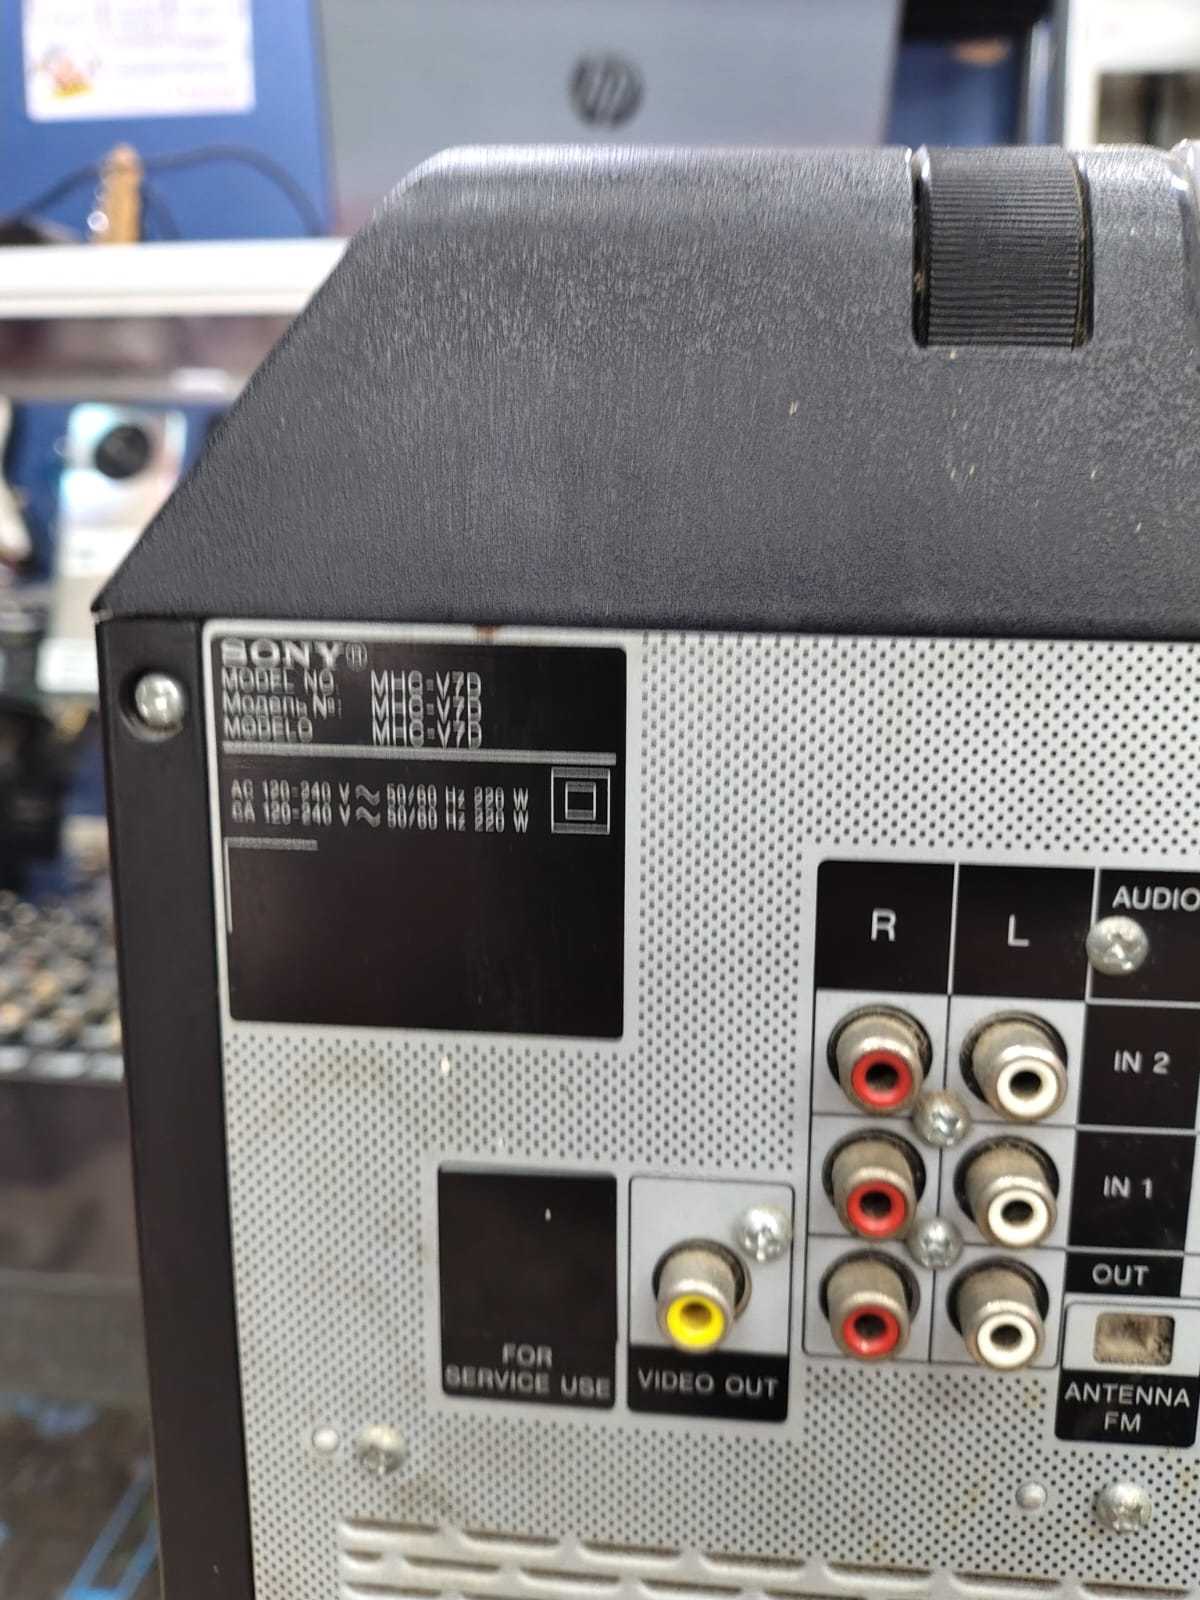 hp
SONY®
MODEL NO. MHC-V7D
Модель №: MHC-V7D
MODELO MHC-V7D
AC 120-240 V ~ 50/60 Hz 220 W
CA 120-240 V ~ 50/60 Hz 220 W
R L AUDIO
IN 2
IN 1
OUT
FOR
SERVICE USE
VIDEO OUT
ANTENNA
FM